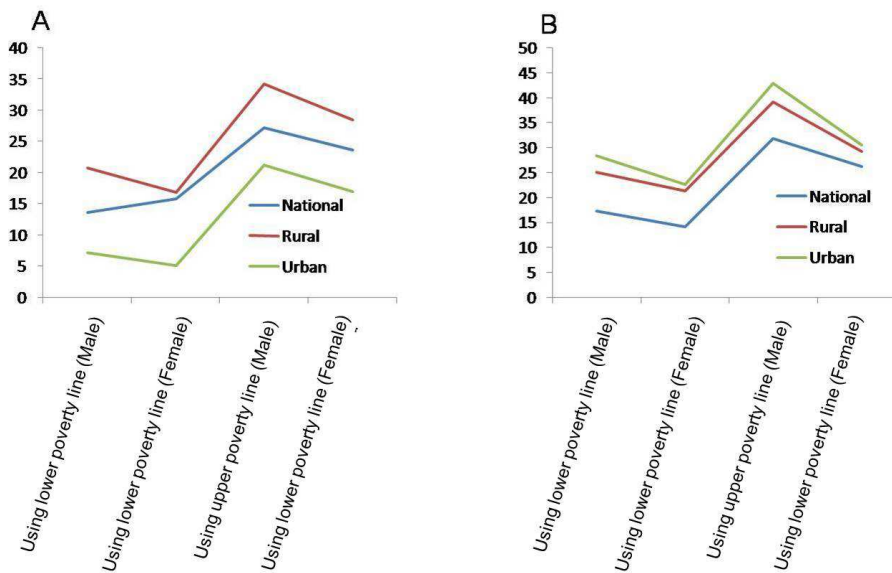 A
40
35
30
25
20
15
10
5
0
National
Rural
Urban
Using lower poverty line (Male)
Using lower poverty line (Female)
Using upper poverty line (Male)
Using lower poverty line (Female)
B
50
45
40
35
30
25
20
15
10
5
0
National
Rural
Urban
Using lower poverty line (Male)
Using lower poverty line (Female)
Using upper poverty line (Male)
Using lower poverty line (Female)